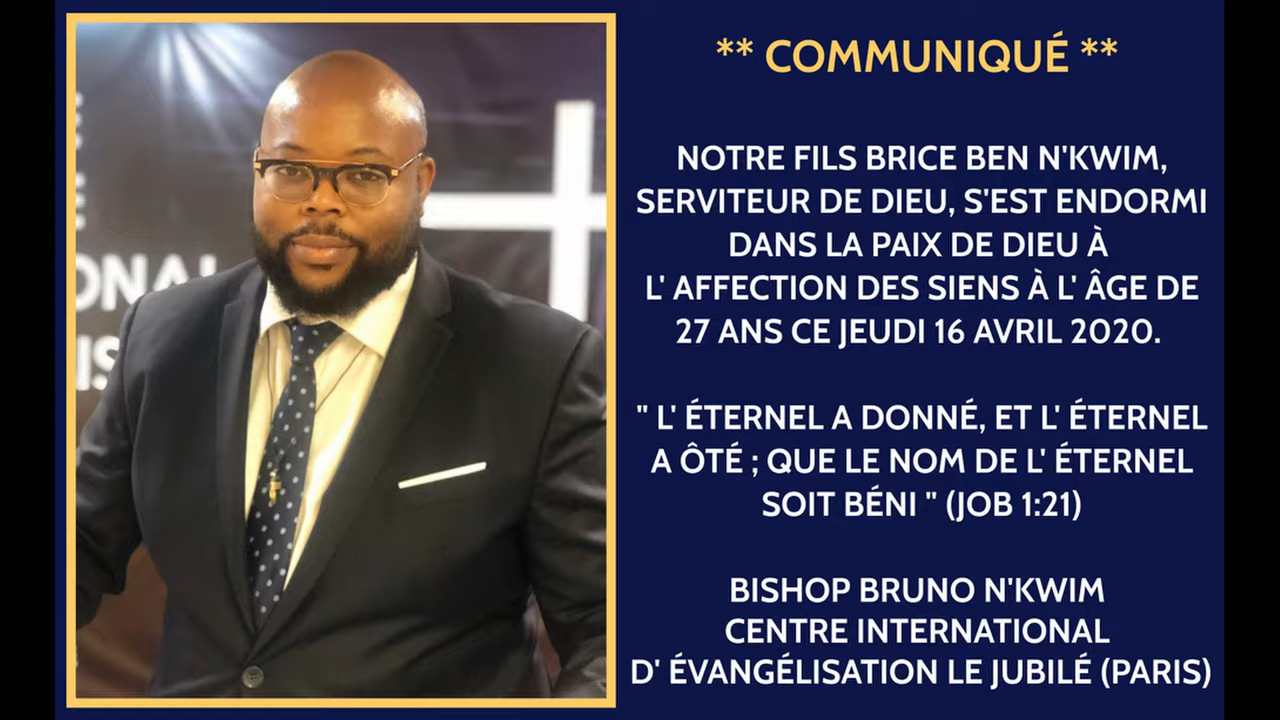 ** COMMUNIQUÉ **
NOTRE FILS BRICE BEN N'KWIM,
SERVITEUR DE DIEU, S'EST ENDORMI
DANS LA PAIX DE DIEU À
L' AFFECTION DES SIENS À L' ÂGE DE
27 ANS CE JEUDI 16 AVRIL 2020.
" L' ÉTERNEL A DONNÉ, ET L' ÉTERNEL
A ÔTÉ ; QUE LE NOM DE L' ÉTERNEL
SOIT BÉNI " (JOB 1:21)
BISHOP BRUNO N'KWIM
CENTRE INTERNATIONAL
D' ÉVANGÉLISATION LE JUBILÉ (PARIS)